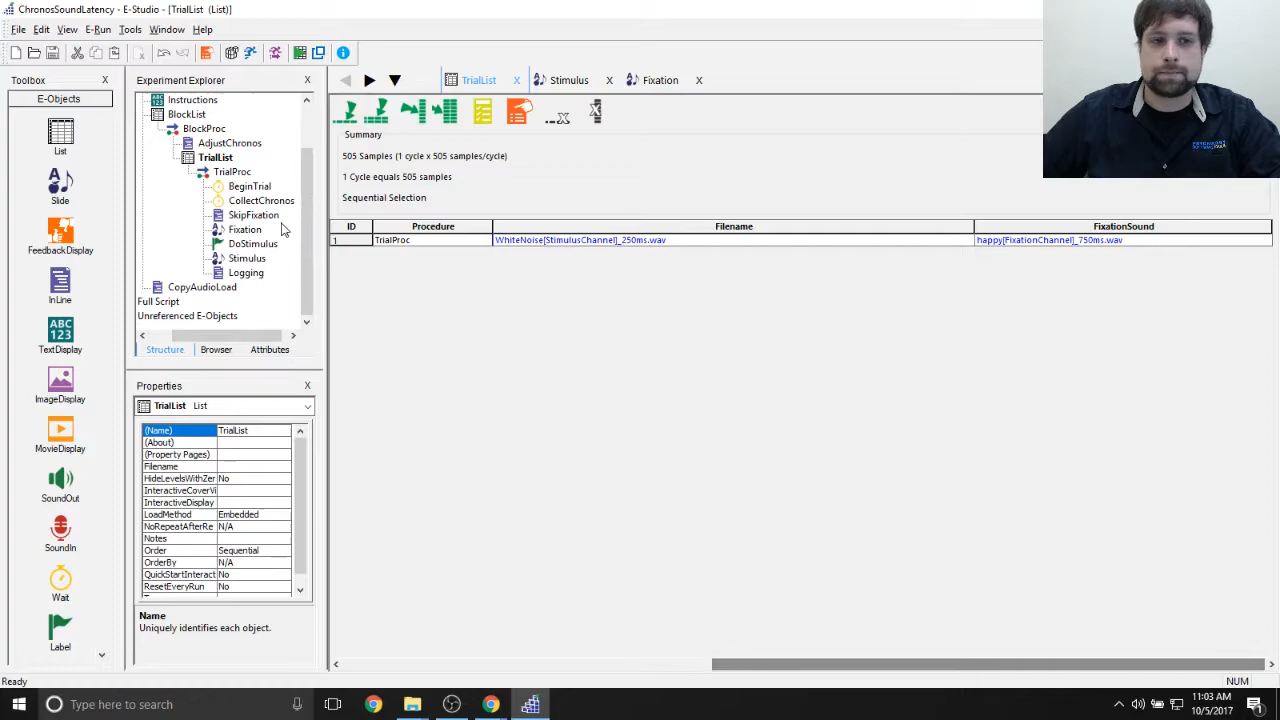 ChronosSoundLatency - E-Studio - [TrialList (List)]
File Edit View E-Run Tools Window Help
Toolbox X
E-Objects
List
Slide
FeedbackDisplay
InLine
ABC
123
TextDisplay
ImageDisplay
MovieDisplay
SoundOut
SoundIn
Wait
Label
Experiment Explorer X
Instructions
BlockList
BlockProc
AdjustChronos
TrialList
TrialProc
BeginTrial
CollectChronos
SkipFixation
Fixation
DoStimulus
Stimulus
Logging
CopyAudioLoad
Full Script
Unreferenced E-Objects
Structure Browser Attributes
Properties X
TrialList List
(Name) TrialList
(About)
(Property Pages)
Filename
HideLevelsWithZer No
InteractiveCoverVi
InteractiveDisplay
LoadMethod Embedded
NoRepeatAfterRe N/A
Notes
Order Sequential
OrderBy N/A
QuickStartInteract No
ResetEveryRun No
Name
Uniquely identifies each object.
TrialList x Stimulus x Fixation x
Summary
505 Samples (1 cycle x 505 samples/cycle)
1 Cycle equals 505 samples
Sequential Selection
ID Procedure Filename FixationSound
1 TrialProc WhiteNoise[StimulusChannel]_250ms.wav happy[FixationChannel]_750ms.wav
Ready NUM
Type here to search
11:03 AM
10/5/2017